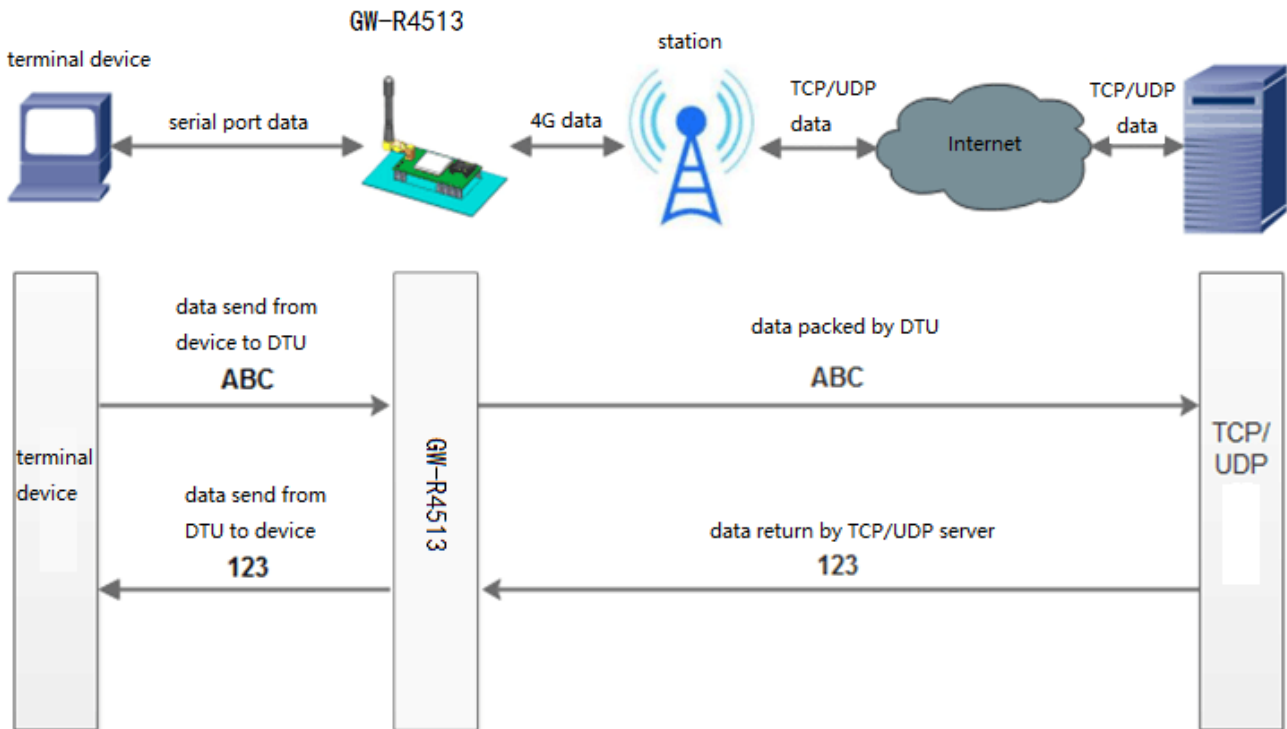 GW-R4513
station
terminal device
TCP/UDP
data
TCP/UDP
data
serial port data
4G data
Internet
data send from
device to DTU
ABC
data packed by DTU
ABC
terminal
device
GW-R4513
TCP/
UDP
data send from
DTU to device
123
data return by TCP/UDP server
123